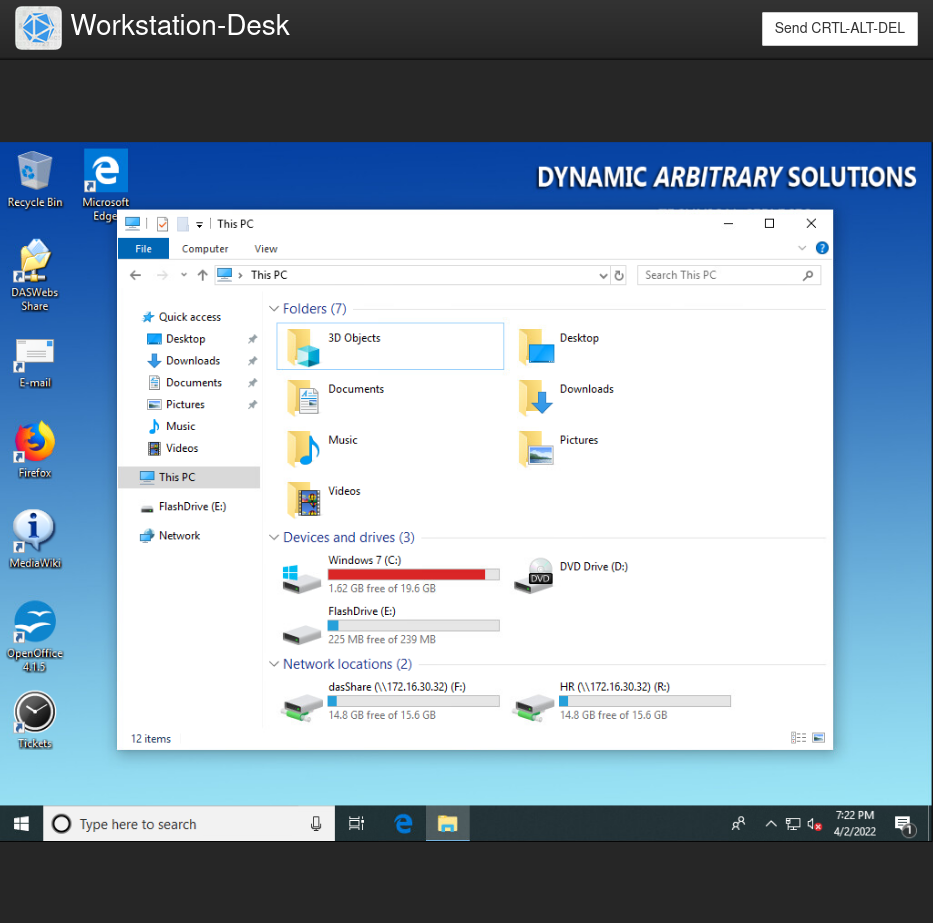 Workstation-Desk
Send CRTL-ALT-DEL
DYNAMIC ARBITRARY SOLUTIONS
Recycle Bin
Microsoft
Edge
DASWebs
Share
E-mail
Firefox
MediaWiki
OpenOffice
4.1.5
Tickets
This PC
File Computer View
This PC
Search This PC
Quick access
Desktop
Downloads
Documents
Pictures
Music
Videos
This PC
FlashDrive (E:)
Network
Folders (7)
3D Objects
Desktop
Documents
Downloads
Music
Pictures
Videos
Devices and drives (3)
Windows 7 (C:)
1.62 GB free of 19.6 GB
DVD
DVD Drive (D:)
FlashDrive (E:)
225 MB free of 239 MB
Network locations (2)
dasShare (\\172.16.30.32) (F:)
14.8 GB free of 15.6 GB
HR (\\172.16.30.32) (R:)
14.8 GB free of 15.6 GB
12 items
Type here to search
7:22 PM
4/2/2022
1